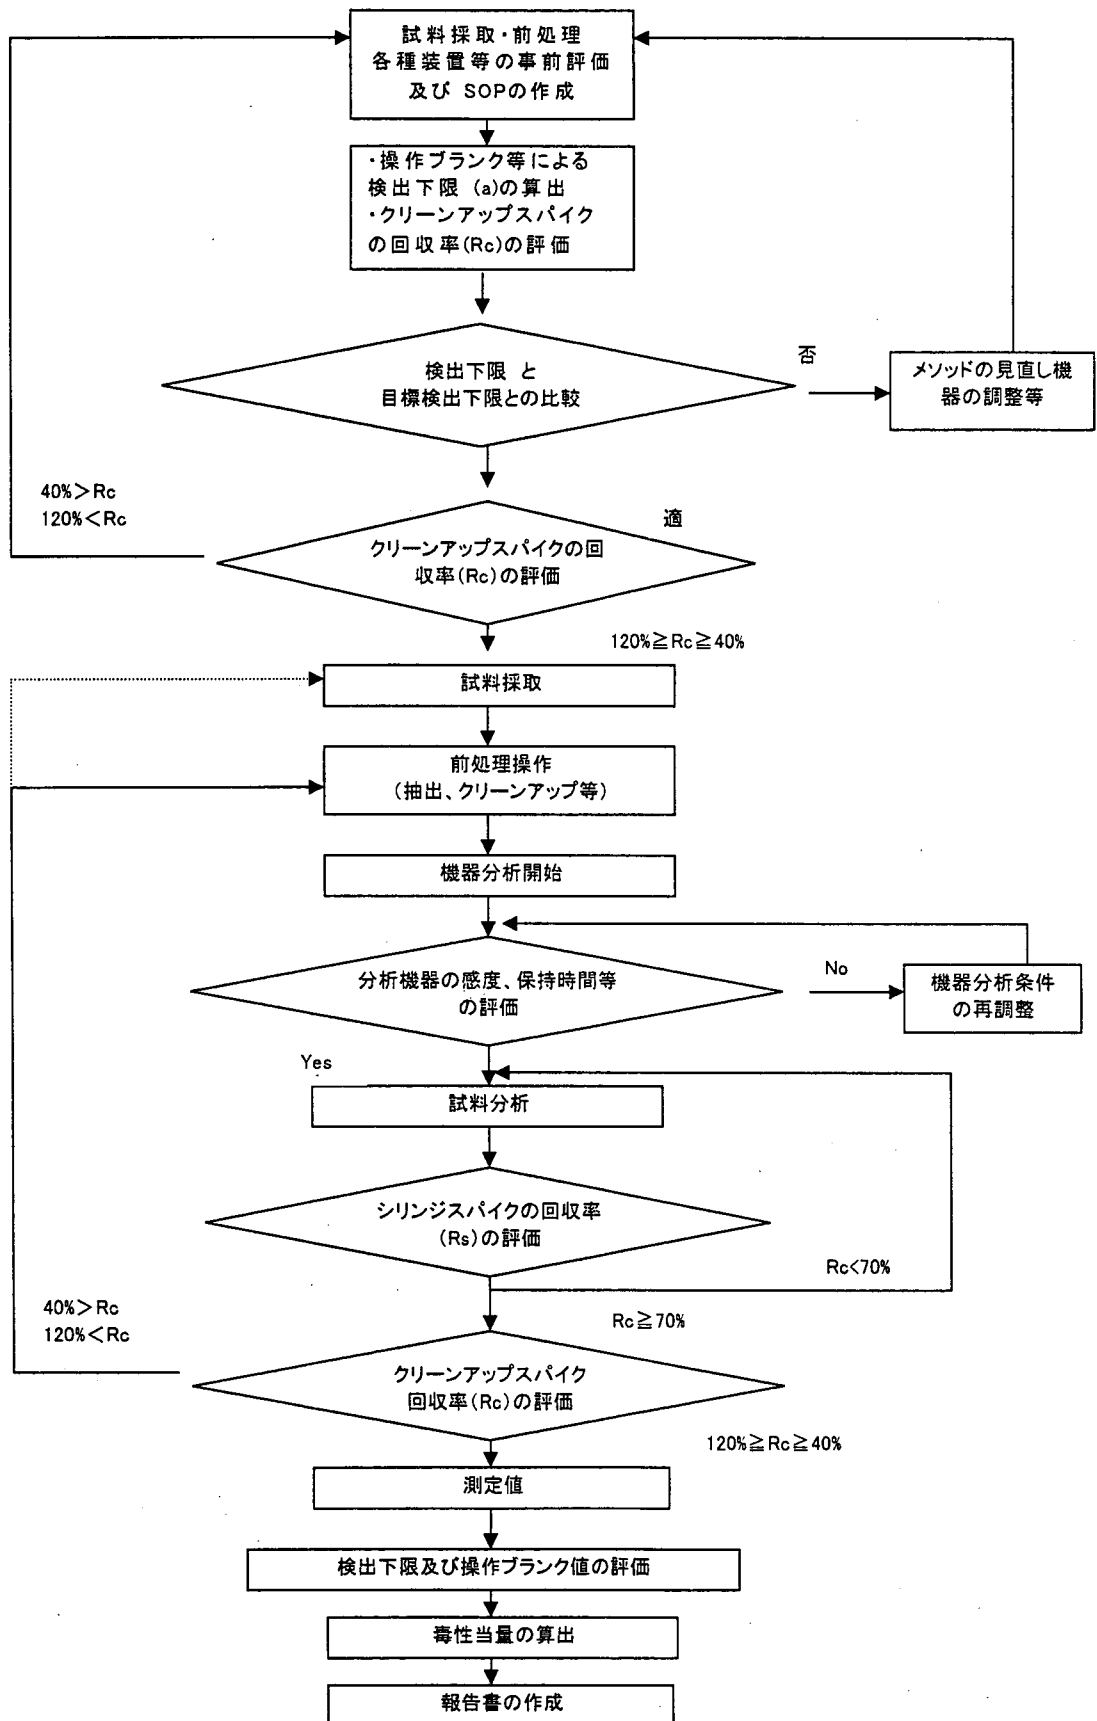 試料採取・前処理
各種装置等の事前評価
及び SOPの作成
・操作ブランク等による
検出下限 (a)の算出
・クリーンアップスパイク
の回収率(Rc)の評価
検出下限 と
目標検出下限との比較
否
メソッドの見直し機
器の調整等
40%＞Rc
120%＜Rc
適
クリーンアップスパイクの回
収率(Rc)の評価
120%≧Rc≧40%
試料採取
前処理操作
(抽出、クリーンアップ等)
機器分析開始
分析機器の感度、保持時間等
の評価
No
機器分析条件
の再調整
Yes
試料分析
シリンジスパイクの回収率
(Rs)の評価
Rc<70%
40%＞Rc
120%＜Rc
Rc≧70%
クリーンアップスパイク
回収率(Rc)の評価
120%≧Rc≧40%
測定値
検出下限及び操作ブランク値の評価
毒性当量の算出
報告書の作成